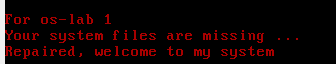 For os-lab 1
Your system files are missing ...
Repaired, welcome to my system